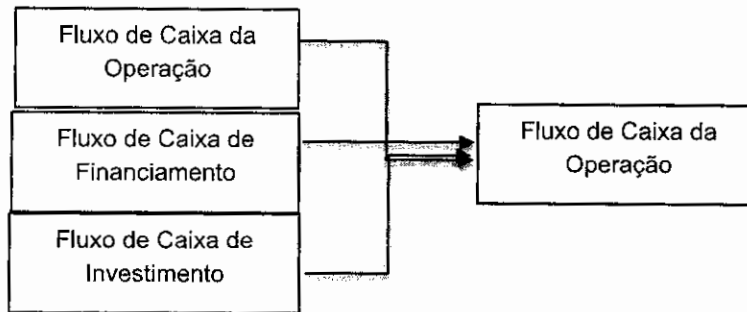 Fluxo de Caixa da
Operação
Fluxo de Caixa de
Financiamento
Fluxo de Caixa de
Investimento
Fluxo de Caixa da
Operação